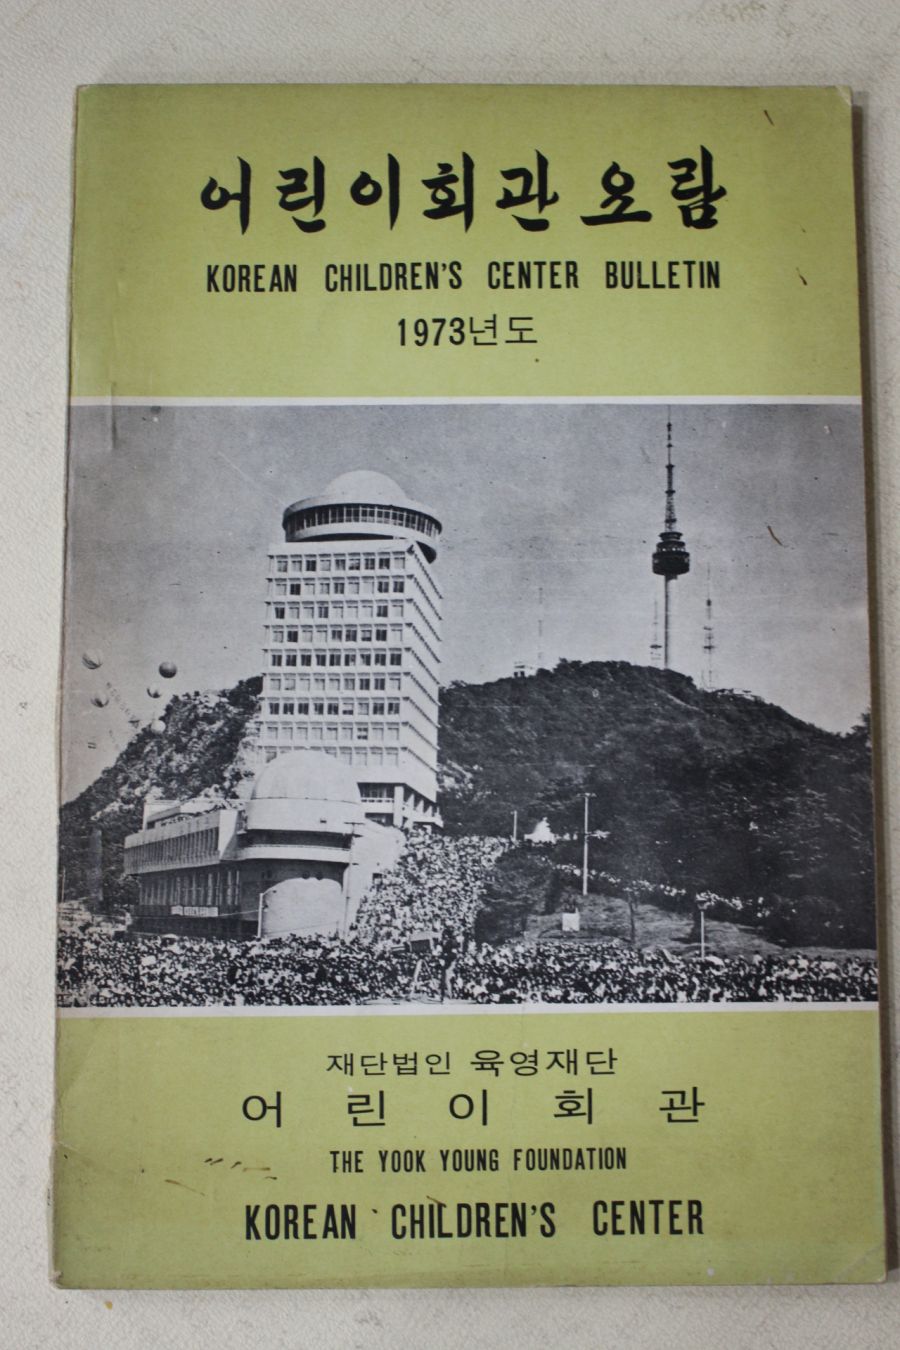 어린이회관 오람
KOREAN CHILDREN'S CENTER BULLETIN
1973년도
재단법인 육영재단
어린이회관
THE YOOK YOUNG FOUNDATION
KOREAN CHILDREN'S CENTER